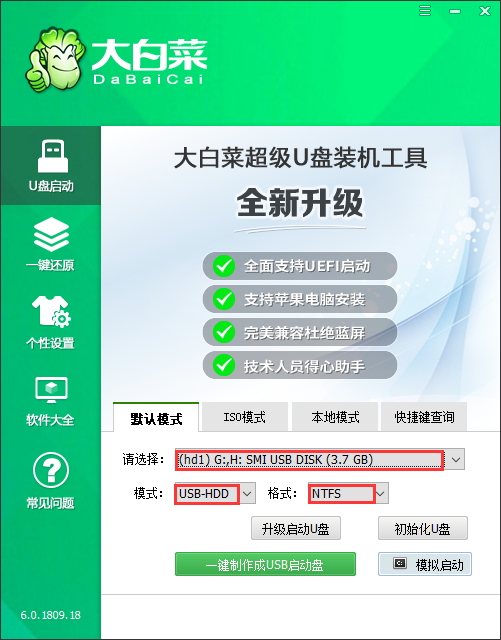 大白菜
DaBaiCai
U盘启动
一键还原
个性设置
软件大全
常见问题
6.0.1809.18
大白菜超级U盘装机工具
全新升级
全面支持UEFI启动
支持苹果电脑安装
完美兼容杜绝蓝屏
技术人员得心助手
默认模式 ISO模式 本地模式 快捷键查询
请选择： (hd1) G:,H: SMI USB DISK (3.7 GB)
模式： USB-HDD 格式： NTFS
升级启动U盘 初始化U盘
一键制作成USB启动盘 模拟启动